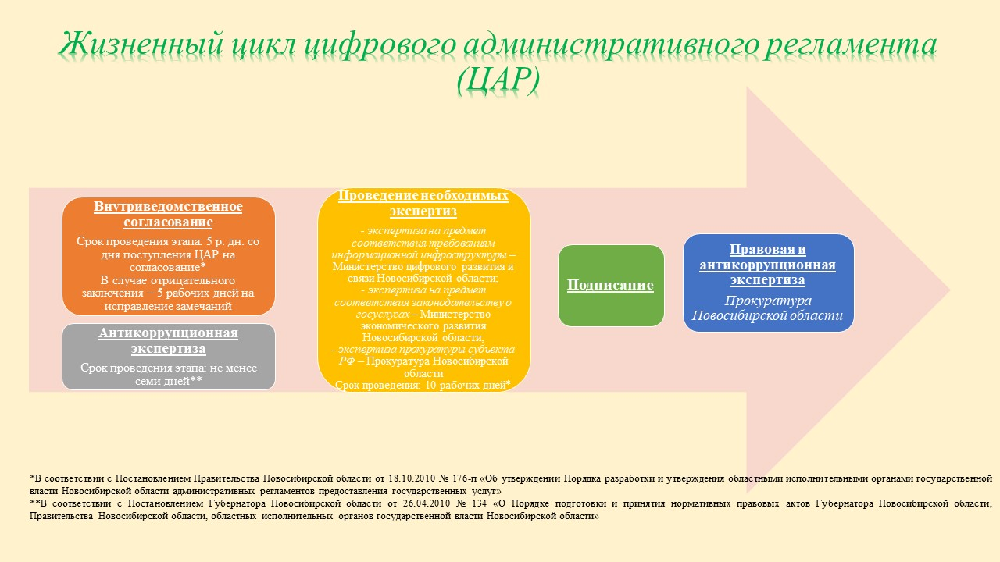 Жизненный цикл цифрового административного регламента
(ЦАР)
Внутриведомственное
согласование
Срок проведения этапа: 5 р. дн. со
дня поступления ЦАР на
согласование*
В случае отрицательного
заключения – 5 рабочих дней на
исправление замечаний
Антикоррупционная
экспертиза
Срок проведения этапа: не менее
семи дней**
Проведение необходимых
экспертиз
- экспертиза на предмет
соответствия требованиям
информационной инфраструктуры –
Министерство цифрового развития и
связи Новосибирской области;
- экспертиза на предмет
соответствия законодательству о
госуслугах – Министерство
экономического развития
Новосибирской области;
- экспертиза прокуратуры субъекта
РФ – Прокуратура Новосибирской
области
Срок проведения: 10 рабочих дней*
Подписание
Правовая и
антикоррупционная
экспертиза
Прокуратура
Новосибирской области
*В соответствии с Постановлением Правительства Новосибирской области от 18.10.2010 № 176-п «Об утверждении Порядка разработки и утверждения областными исполнительными органами государственной
власти Новосибирской области административных регламентов предоставления государственных услуг»
**В соответствии с Постановлением Губернатора Новосибирской области от 26.04.2010 № 134 «О Порядке подготовки и принятия нормативных правовых актов Губернатора Новосибирской области,
Правительства Новосибирской области, областных исполнительных органов государственной власти Новосибирской области»